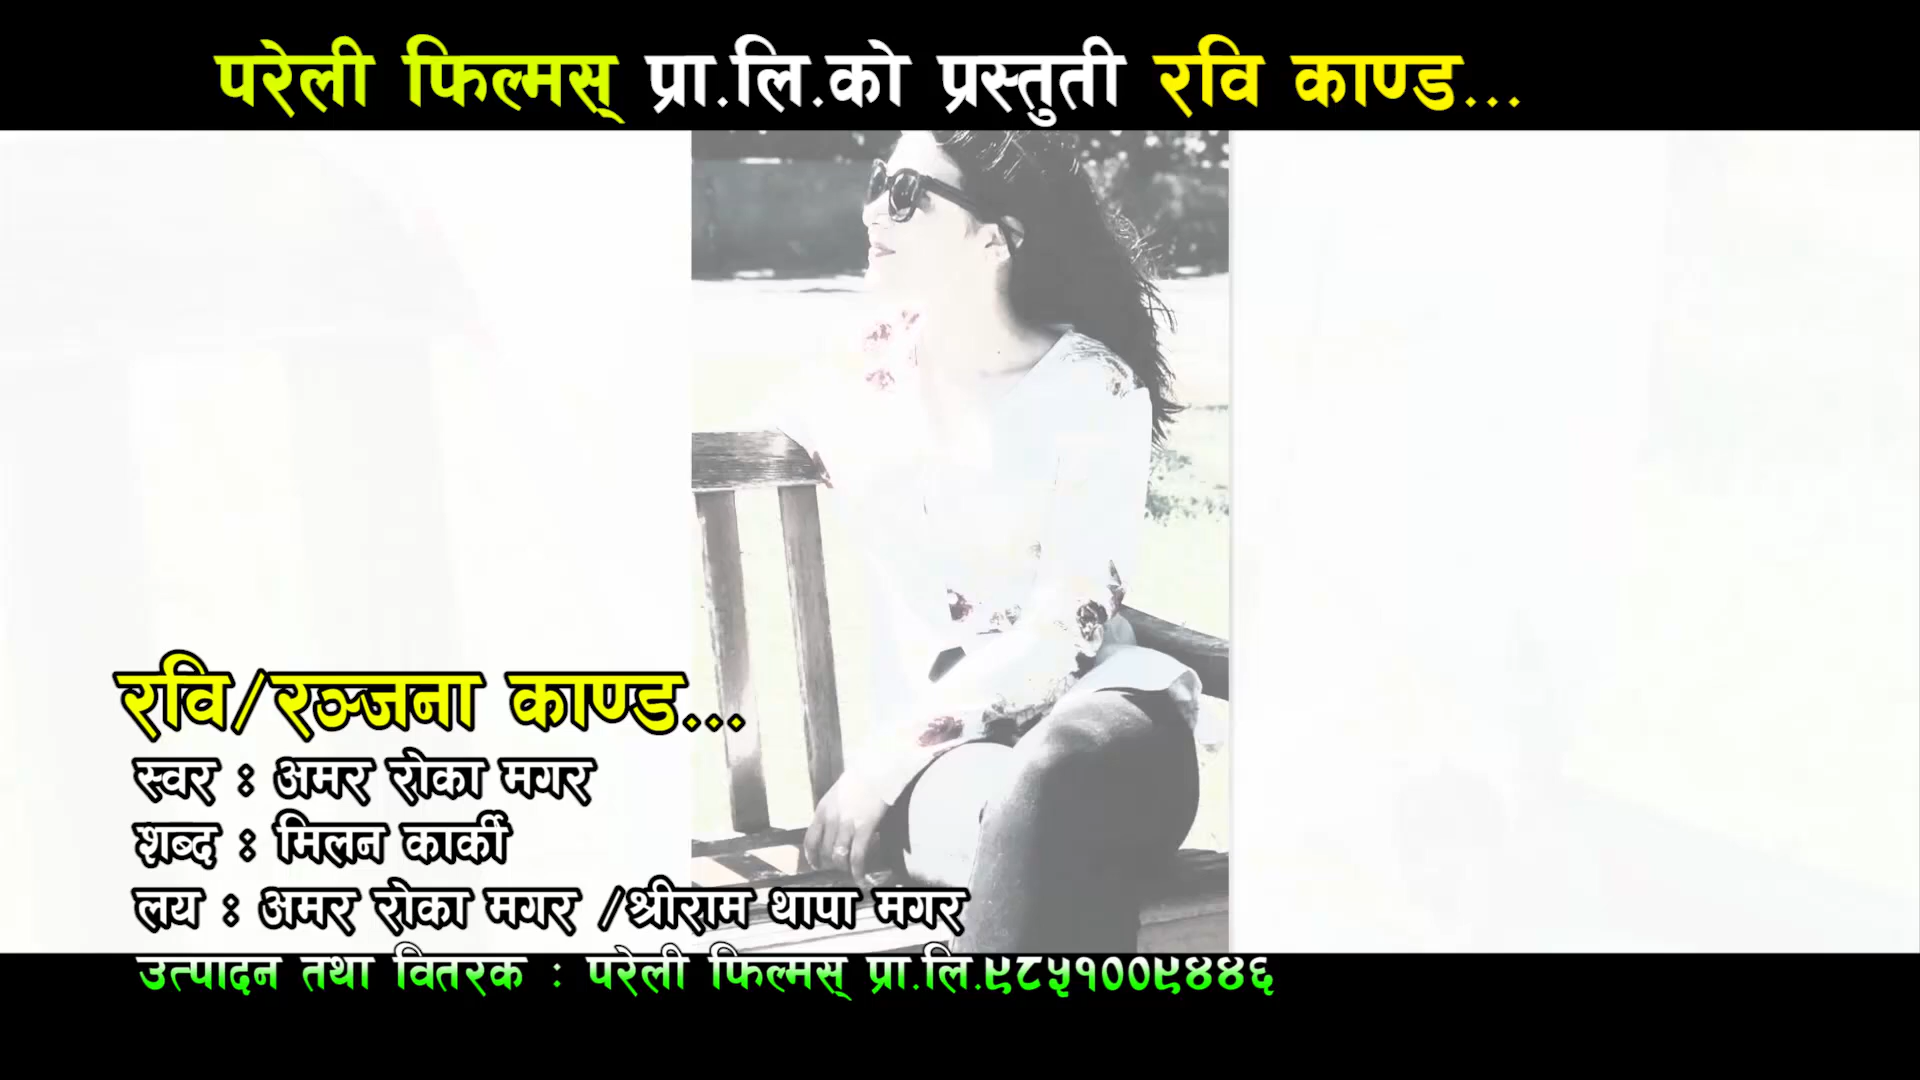 परेली फिल्मस् प्रा.लि.को प्रस्तुती रवि काण्ड...
रवि/रञ्जना काण्ड...
स्वर : अमर रोका मगर
शब्द : मिलन कार्की
लय : अमर रोका मगर /श्रीराम थापा मगर
उत्पादन तथा वितरक : परेली फिल्मस् प्रा.लि.९८५१००९४४६